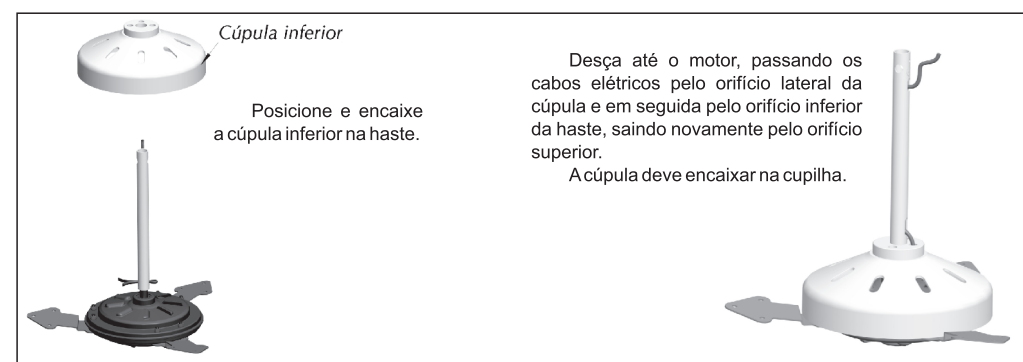 Cúpula inferior
Posicione e encaixe
a cúpula inferior na haste.
Desça até o motor, passando os
cabos elétricos pelo orifício lateral da
cúpula e em seguida pelo orifício inferior
da haste, saindo novamente pelo orifício
superior.
A cúpula deve encaixar na cupilha.